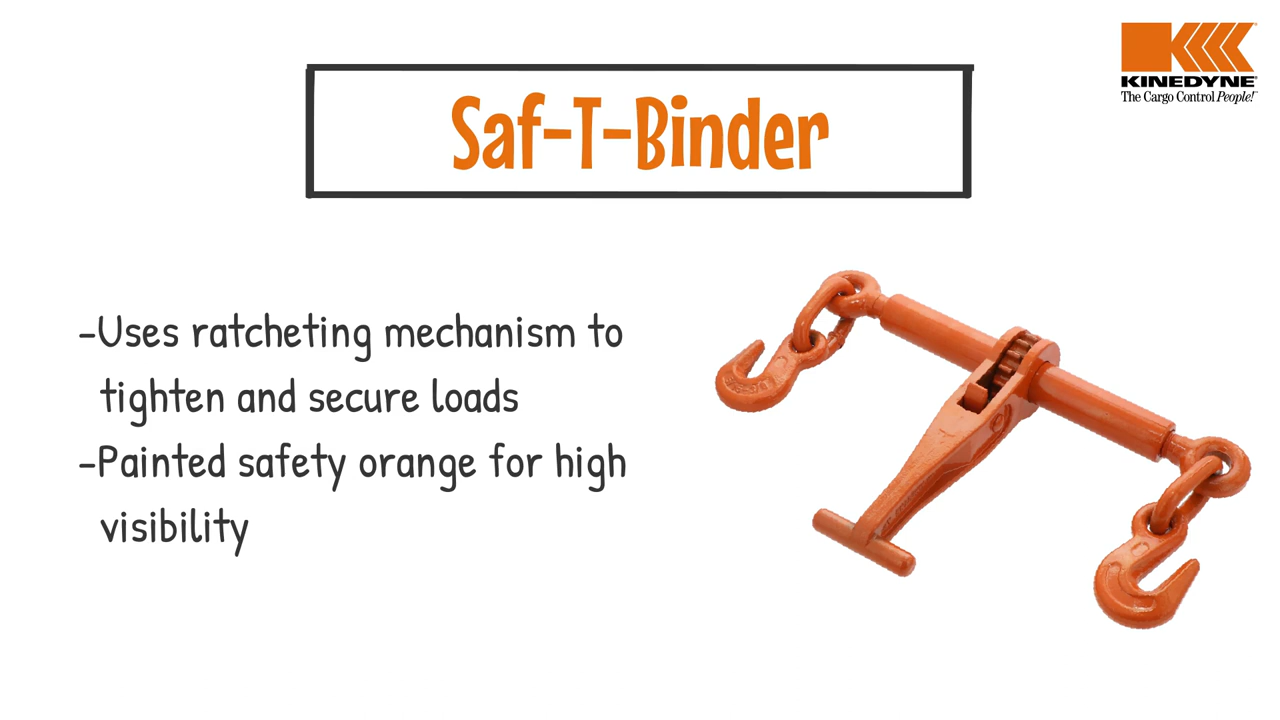 KINEDYNE
The Cargo Control People!
Saf-T-Binder
-Uses ratcheting mechanism to
tighten and secure loads
-Painted safety orange for high
visibility